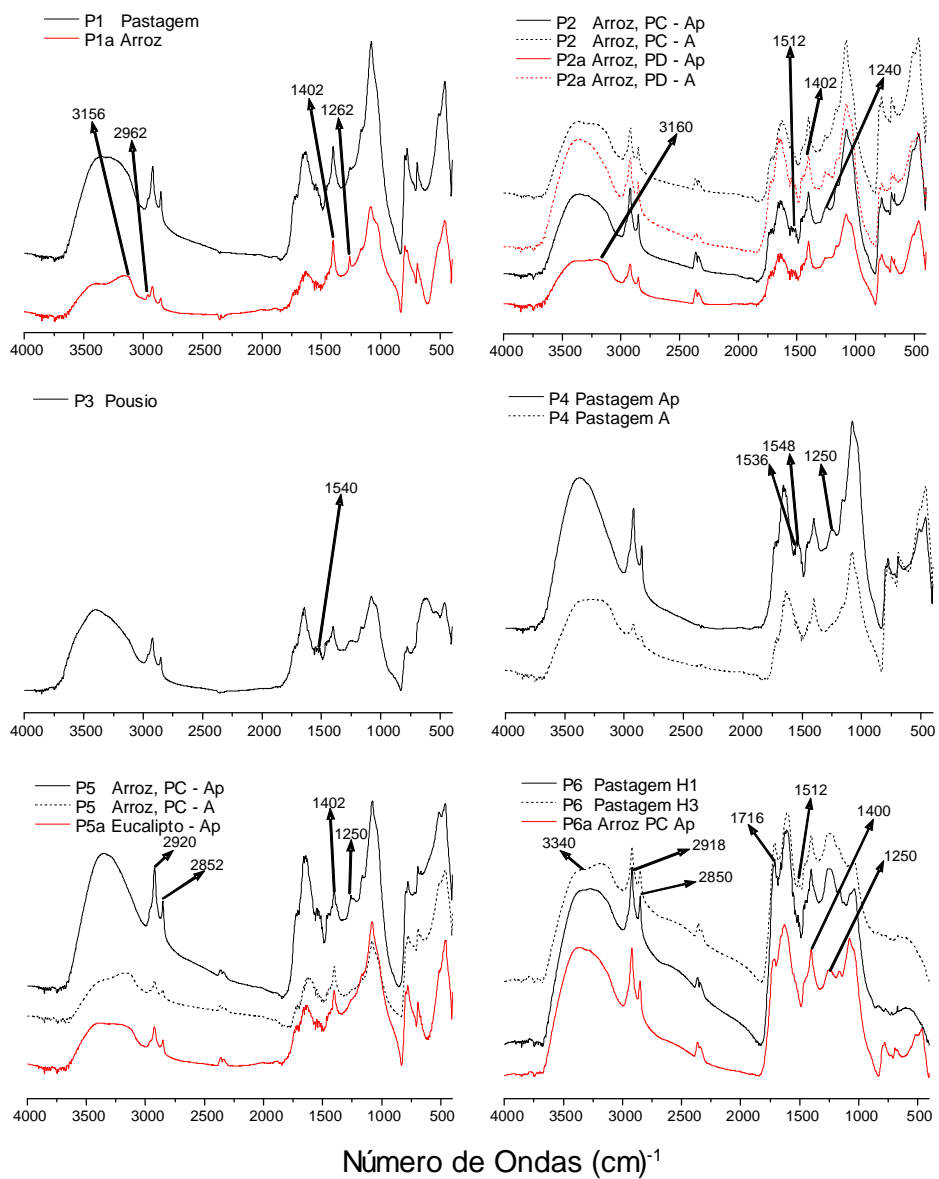 P1 Pastagem
P1a Arroz
3156
2962
1402
1262
4000 3500 3000 2500 2000 1500 1000 500
P2 Arroz, PC - Ap
P2 Arroz, PC - A
P2a Arroz, PD - Ap
P2a Arroz, PD - A
1512
1402
1240
3160
4000 3500 3000 2500 2000 1500 1000 500
P3 Pousio
1540
4000 3500 3000 2500 2000 1500 1000 500
P4 Pastagem Ap
P4 Pastagem A
1548
1536
1250
4000 3500 3000 2500 2000 1500 1000 500
P5 Arroz, PC - Ap
P5 Arroz, PC - A
P5a Eucalipto - Ap
2920
2852
1402
1250
4000 3500 3000 2500 2000 1500 1000 500
P6 Pastagem H1
P6 Pastagem H3
P6a Arroz PC Ap
3340
2918
2850
1716
1512
1400
1250
4000 3500 3000 2500 2000 1500 1000 500
Número de Ondas (cm)-1